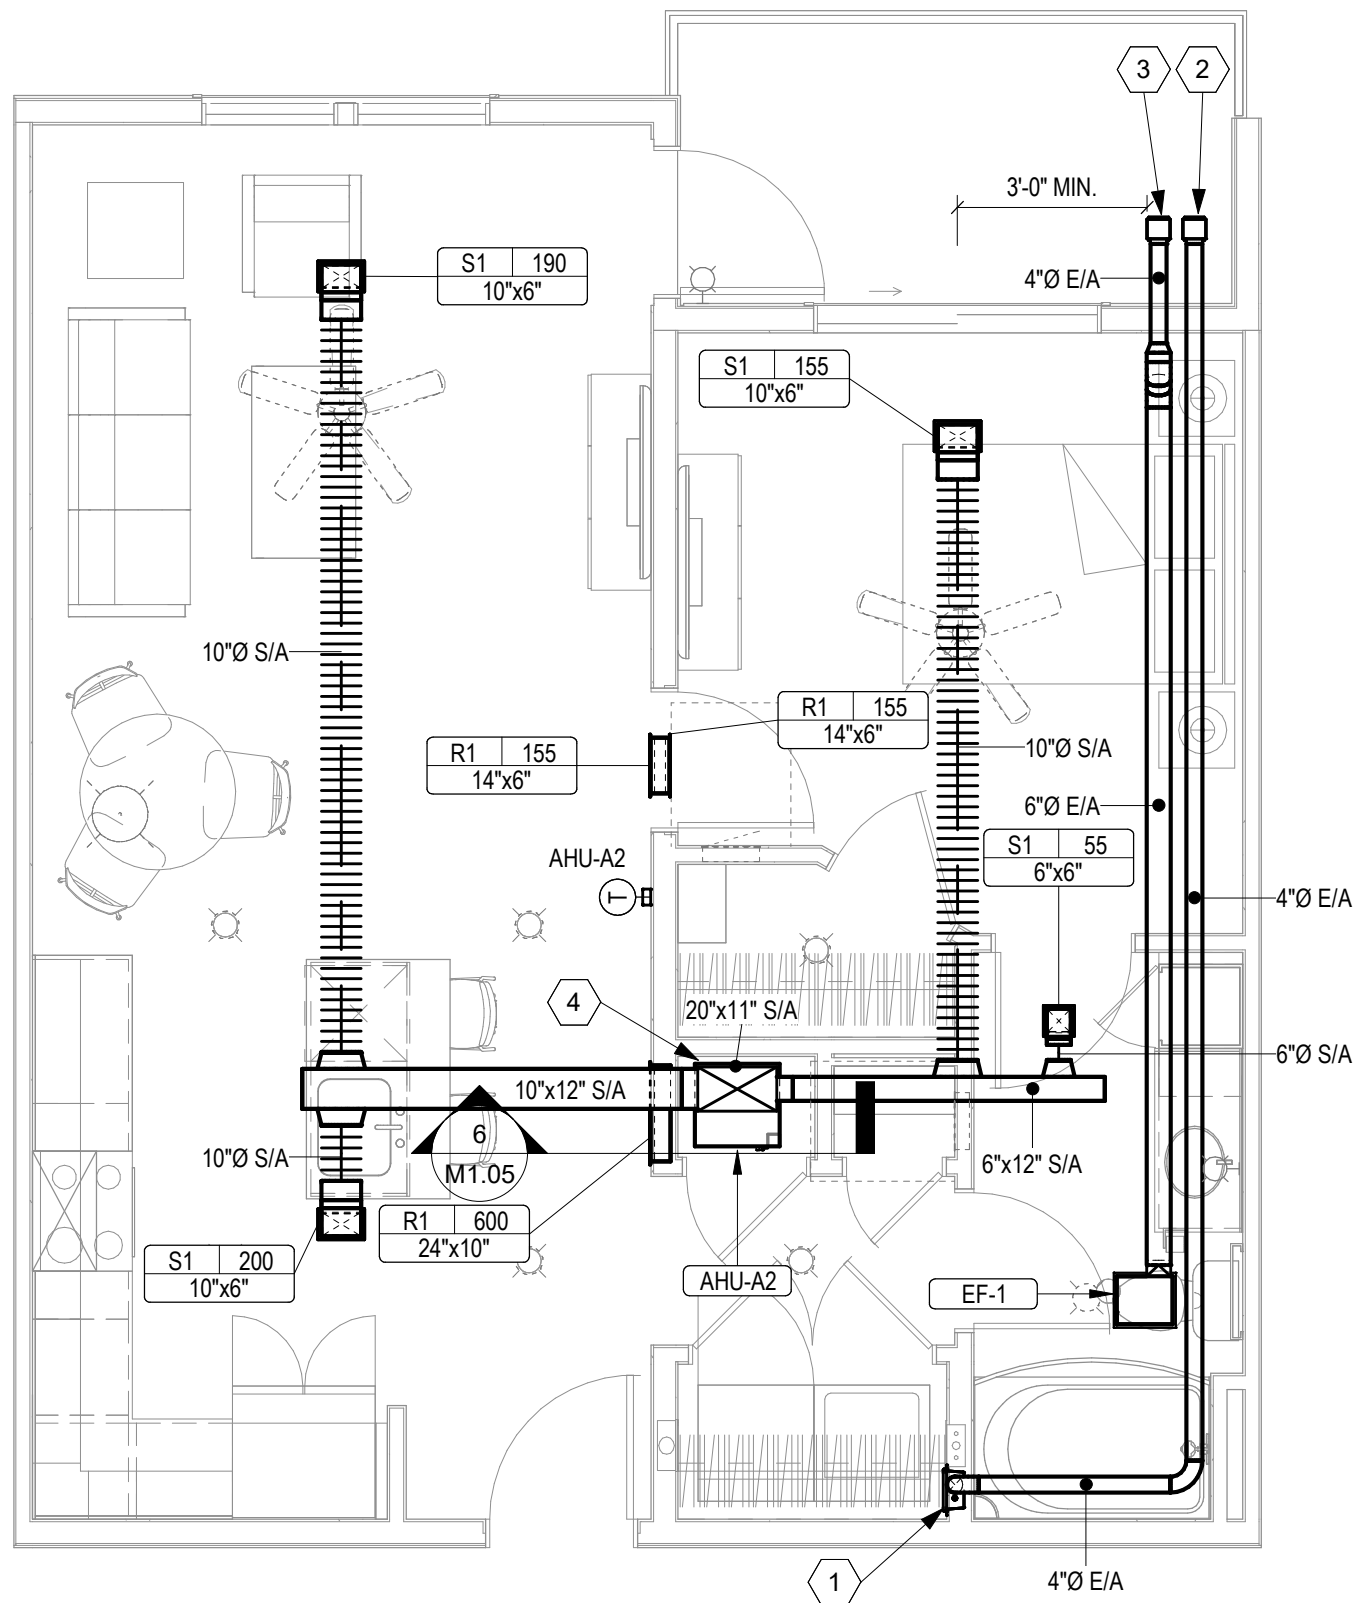 3
2
3'-0" MIN.
S1 190
10"x6"
4"Ø E/A
S1 155
10"x6"
10"Ø S/A
R1 155
14"x6"
R1 155
14"x6"
10"Ø S/A
6"Ø E/A
S1 55
6"x6"
AHU-A2
T
4"Ø E/A
4
20"x11" S/A
6"Ø S/A
10"x12" S/A
6
M1.05
10"Ø S/A
6"x12" S/A
R1 600
24"x10"
S1 200
10"x6"
AHU-A2
EF-1
1
4"Ø E/A